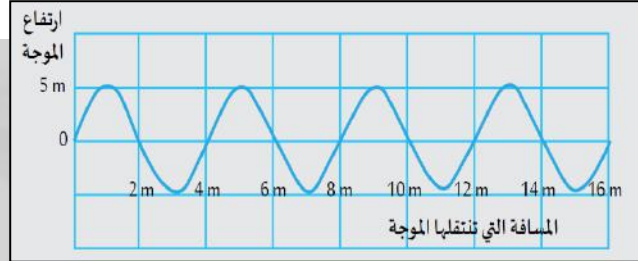 ارتفاع
الموجة
5 m
0
2 m 4 m 6 m 8 m 10 m 12 m 14 m 16 m
المسافة التي تنتقلها الموجة